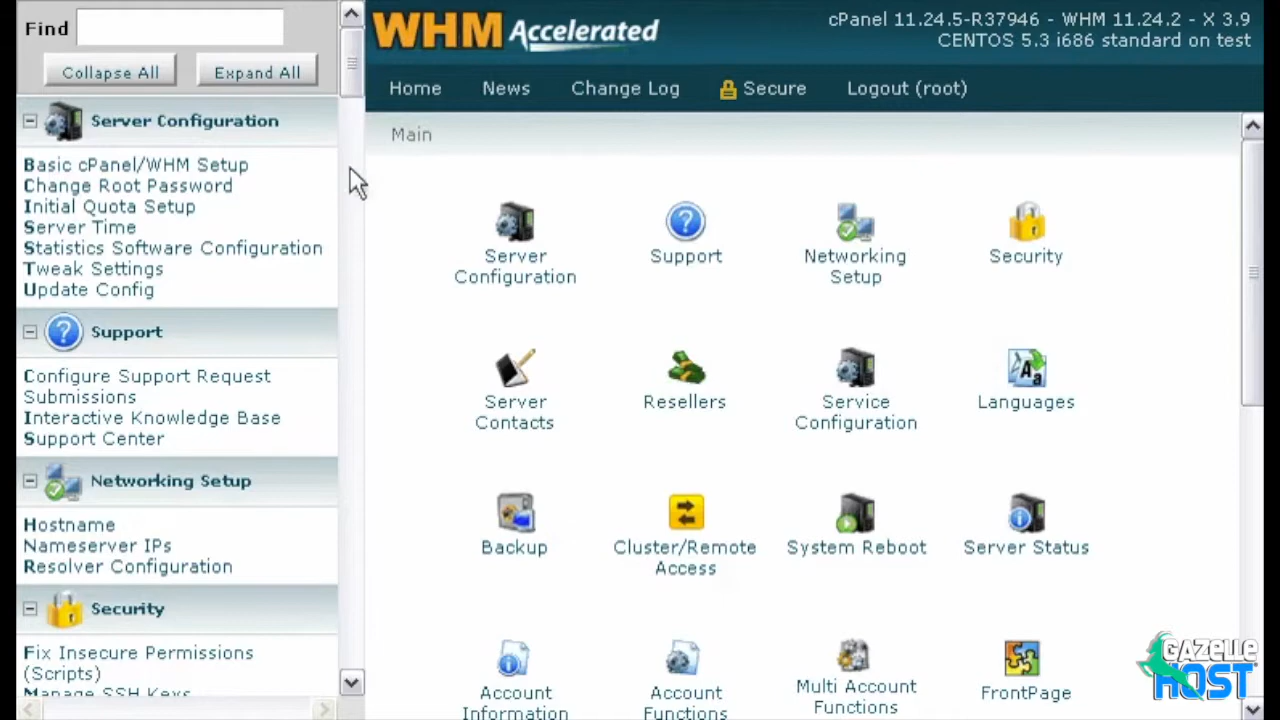 Find
Collapse All
Expand All
Server Configuration
Basic cPanel/WHM Setup
Change Root Password
Initial Quota Setup
Server Time
Statistics Software Configuration
Tweak Settings
Update Config
Support
Configure Support Request
Submissions
Interactive Knowledge Base
Support Center
Networking Setup
Hostname
Nameserver IPs
Resolver Configuration
Security
Fix Insecure Permissions
(Scripts)
Manage SSH Keys
WHM Accelerated
cPanel 11.24.5-R37946 - WHM 11.24.2 - X 3.9
CENTOS 5.3 i686 standard on test
Home
News
Change Log
Secure
Logout (root)
Main
Server
Configuration
Support
Networking
Setup
Security
Server
Contacts
Resellers
Service
Configuration
Languages
Backup
Cluster/Remote
Access
System Reboot
Server Status
Account
Information
Account
Functions
Multi Account
Functions
FrontPage
GAZELLE
HOST